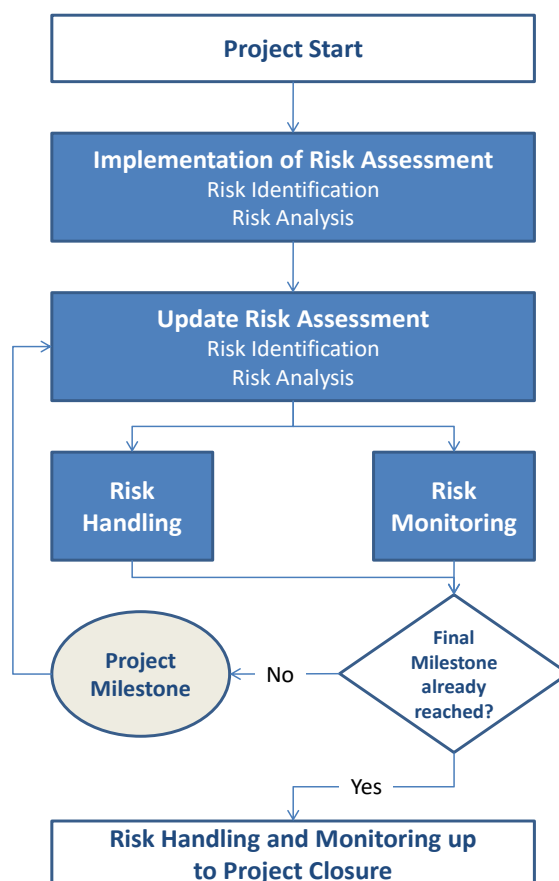 Project Start
Implementation of Risk Assessment
Risk Identification
Risk Analysis
Update Risk Assessment
Risk Identification
Risk Analysis
Risk
Handling
Risk
Monitoring
Project
Milestone
No
Final
Milestone
already
reached?
Yes
Risk Handling and Monitoring up
to Project Closure